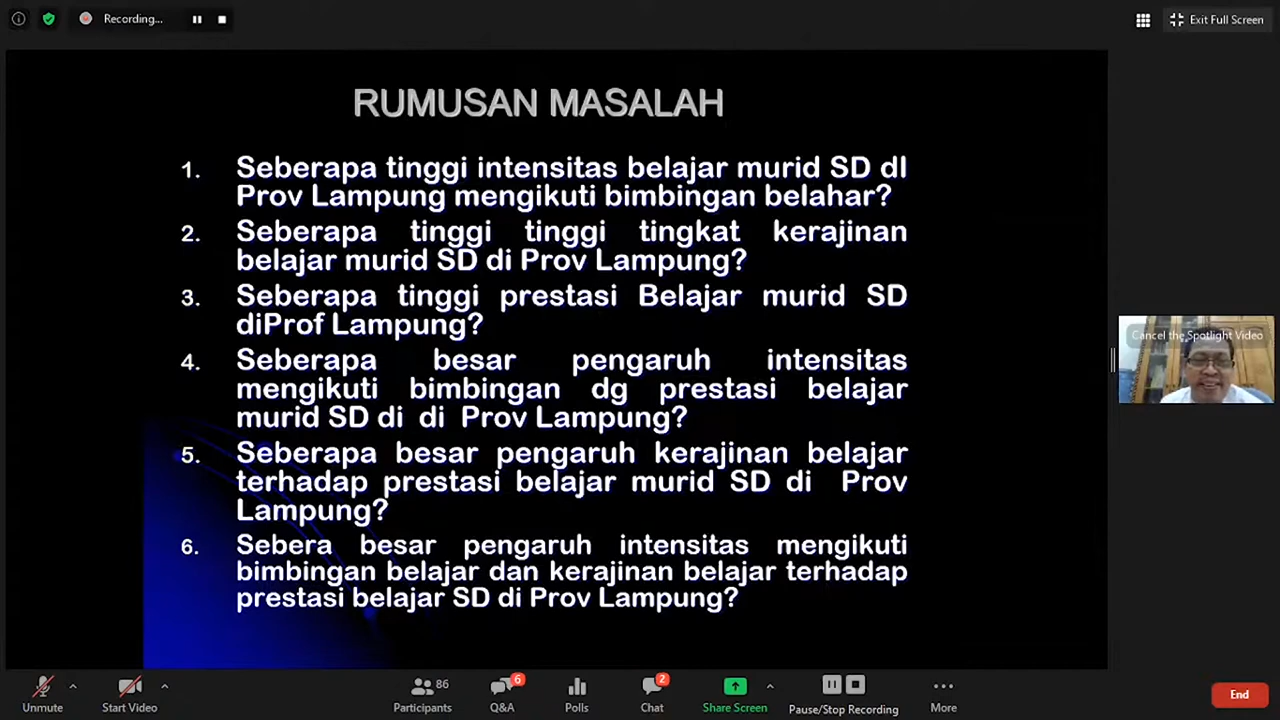 Recording...
Exit Full Screen
RUMUSAN MASALAH
1. Seberapa tinggi intensitas belajar murid SD dI
Prov Lampung mengikuti bimbingan belahar?
2. Seberapa tinggi tinggi tingkat kerajinan
belajar murid SD di Prov Lampung?
3. Seberapa tinggi prestasi Belajar murid SD
diProf Lampung?
4. Seberapa besar pengaruh intensitas
mengikuti bimbingan dg prestasi belajar
murid SD di di Prov Lampung?
5. Seberapa besar pengaruh kerajinan belajar
terhadap prestasi belajar murid SD di Prov
Lampung?
6. Sebera besar pengaruh intensitas mengikuti
bimbingan belajar dan kerajinan belajar terhadap
prestasi belajar SD di Prov Lampung?
Cancel the Spotlight Video
86 6 2
Unmute Start Video Participants Q&A Polls Chat Share Screen Pause/Stop Recording More End